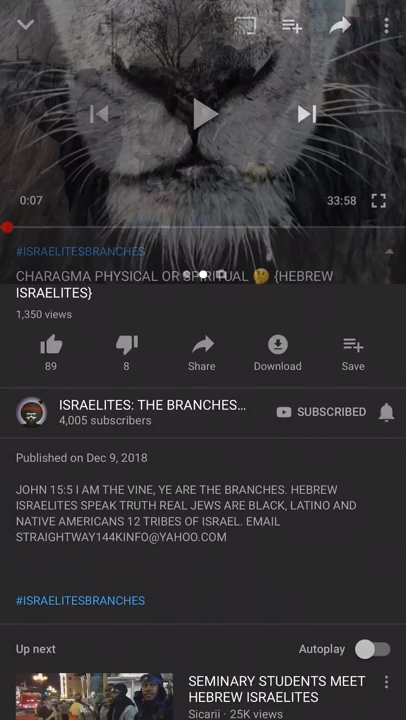 0:07
33:58
#ISRAELITESBRANCHES
CHARAGMA PHYSICAL OR SPIRITUAL 🤔 {HEBREW
ISRAELITES}
1,350 views
89
8
Share
Download
Save
ISRAELITES: THE BRANCHES...
4,005 subscribers
SUBSCRIBED
Published on Dec 9, 2018
JOHN 15:5 I AM THE VINE, YE ARE THE BRANCHES. HEBREW
ISRAELITES SPEAK TRUTH REAL JEWS ARE BLACK, LATINO AND
NATIVE AMERICANS 12 TRIBES OF ISRAEL. EMAIL
STRAIGHTWAY144KINFO@YAHOO.COM
#ISRAELITESBRANCHES
Up next
Autoplay
SEMINARY STUDENTS MEET
HEBREW ISRAELITES
Sicarii · 25K views